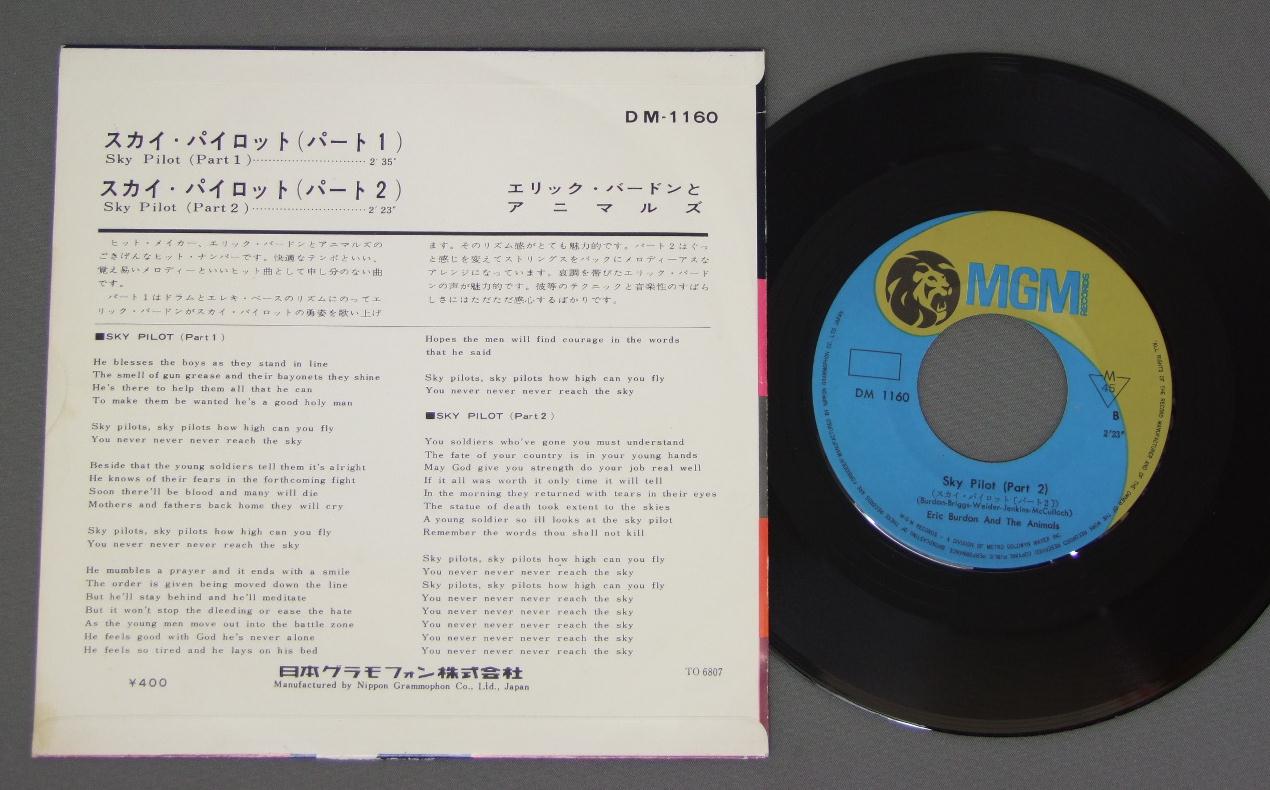 DM-1160
スカイ・パイロット(パート1)
Sky Pilot (Part 1)‥‥‥‥‥‥‥‥‥ 2'35"
スカイ・パイロット(パート2)
Sky Pilot (Part 2)‥‥‥‥‥‥‥‥‥ 2'23"
エリック・バードンと
アニマルズ
ヒット・メイカー、エリック・バードンとアニマルズの
ごきげんなヒット・ナンバーです。快適なテンポといい、
覚え易いメロディーといいヒット曲として申し分のない曲
です。
パート1はドラムとエレキ・ベースのリズムにのってエ
リック・バードンがスカイ・パイロットの勇姿を歌い上げ
ます。そのリズム感がとても魅力的です。パート2はぐっ
と感じを変えてストリングスをバックにメロディーアスな
アレンジになっています。哀調を帯びたエリック・バード
ンの声が魅力的です。彼等のテクニックと音楽性のすばら
しさにはただただ感心するばかりです。
■SKY PILOT (Part 1)
He blesses the boys as they stand in line
The smell of gun grease and their bayonets they shine
He's there to help them all that he can
To make them be wanted he's a good holy man
Sky pilots, sky pilots how high can you fly
You never never never reach the sky
Beside that the young soldiers tell them it's alright
He knows of their fears in the forthcoming fight
Soon there'll be blood and many will die
Mothers and fathers back home they will cry
Sky pilots, sky pilots how high can you fly
You never never never reach the sky
He mumbles a prayer and it ends with a smile
The order is given being moved down the line
But he'll stay behind and he'll meditate
But it won't stop the dleeding or ease the hate
As the young men move out into the battle zone
He feels good with God he's never alone
He feels so tired and he lays on his bed
Hopes the men will find courage in the words
that he said
Sky pilots, sky pilots how high can you fly
You never never never reach the sky
■SKY PILOT (Part 2)
You soldiers who've gone you must understand
The fate of your country is in your young hands
May God give you strength do your job real well
If it all was worth it only time it will tell
In the morning they returned with tears in their eyes
The statue of death took extent to the skies
A young soldier so ill looks at the sky pilot
Remember the words thou shall not kill
Sky pilots, sky pilots how high can you fly
You never never never reach the sky
Sky pilots, sky pilots how high can you fly
You never never never reach the sky
You never never never reach the sky
You never never never reach the sky
You never never never reach the sky
You never never never reach the sky
¥400
日本グラモフォン株式会社
Manufactured by Nippon Grammophon Co., Ltd., Japan
TO 6807
MGM
RECORDS
DM 1160
M
45
B
2'23"
Sky Pilot (Part 2)
(スカイ・パイロット[パート2])
(Burdon-Briggs-Weider-Jenkins-McCulloch)
Eric Burdon And The Animals